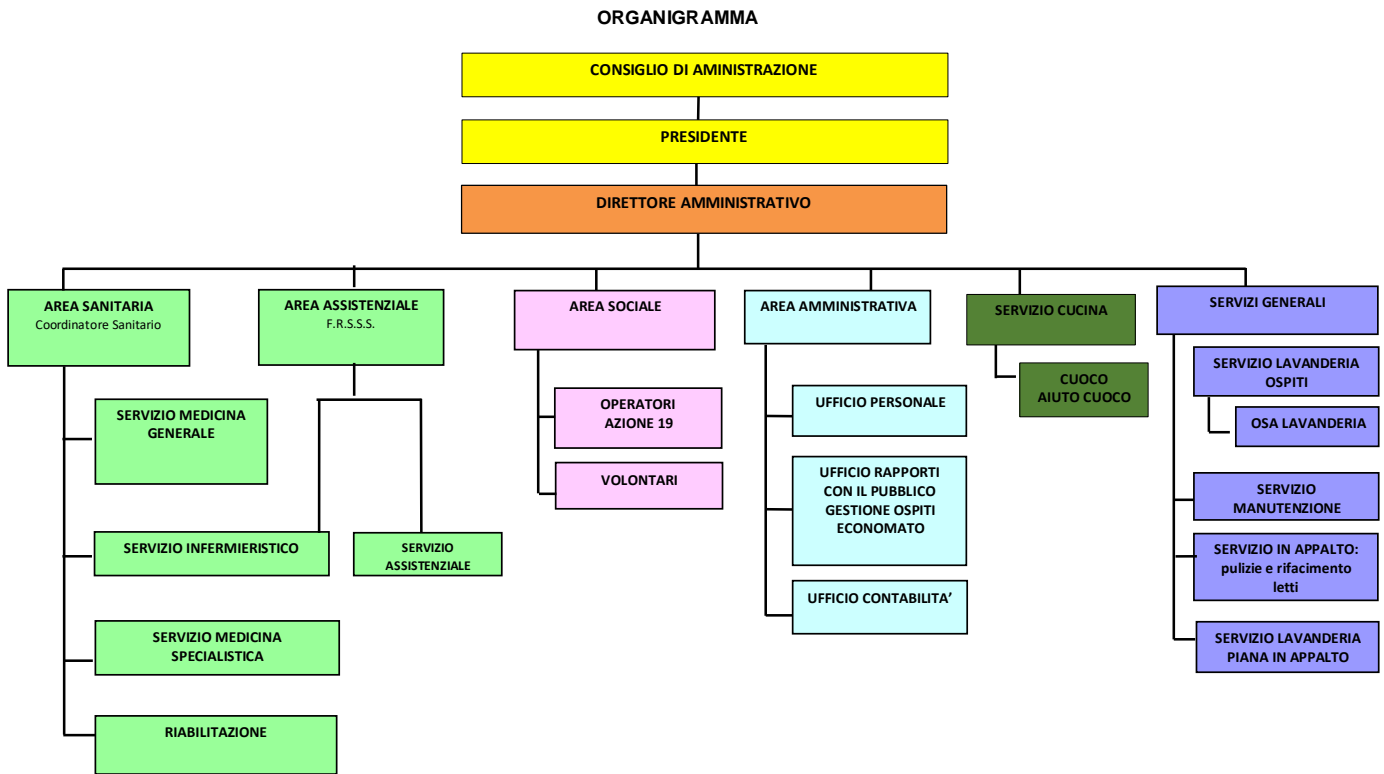 ORGANIGRAMMA
CONSIGLIO DI AMINISTRAZIONE
PRESIDENTE
DIRETTORE AMMINISTRATIVO
AREA SANITARIA
Coordinatore Sanitario
AREA ASSISTENZIALE
F.R.S.S.S.
AREA SOCIALE
AREA AMMINISTRATIVA
SERVIZIO CUCINA
SERVIZI GENERALI
SERVIZIO MEDICINA
GENERALE
SERVIZIO INFERMIERISTICO
SERVIZIO
ASSISTENZIALE
SERVIZIO MEDICINA
SPECIALISTICA
RIABILITAZIONE
OPERATORI
AZIONE 19
VOLONTARI
UFFICIO PERSONALE
UFFICIO RAPPORTI
CON IL PUBBLICO
GESTIONE OSPITI
ECONOMATO
UFFICIO CONTABILITA’
CUOCO
AIUTO CUOCO
SERVIZIO LAVANDERIA
OSPITI
OSA LAVANDERIA
SERVIZIO
MANUTENZIONE
SERVIZIO IN APPALTO:
pulizie e rifacimento
letti
SERVIZIO LAVANDERIA
PIANA IN APPALTO